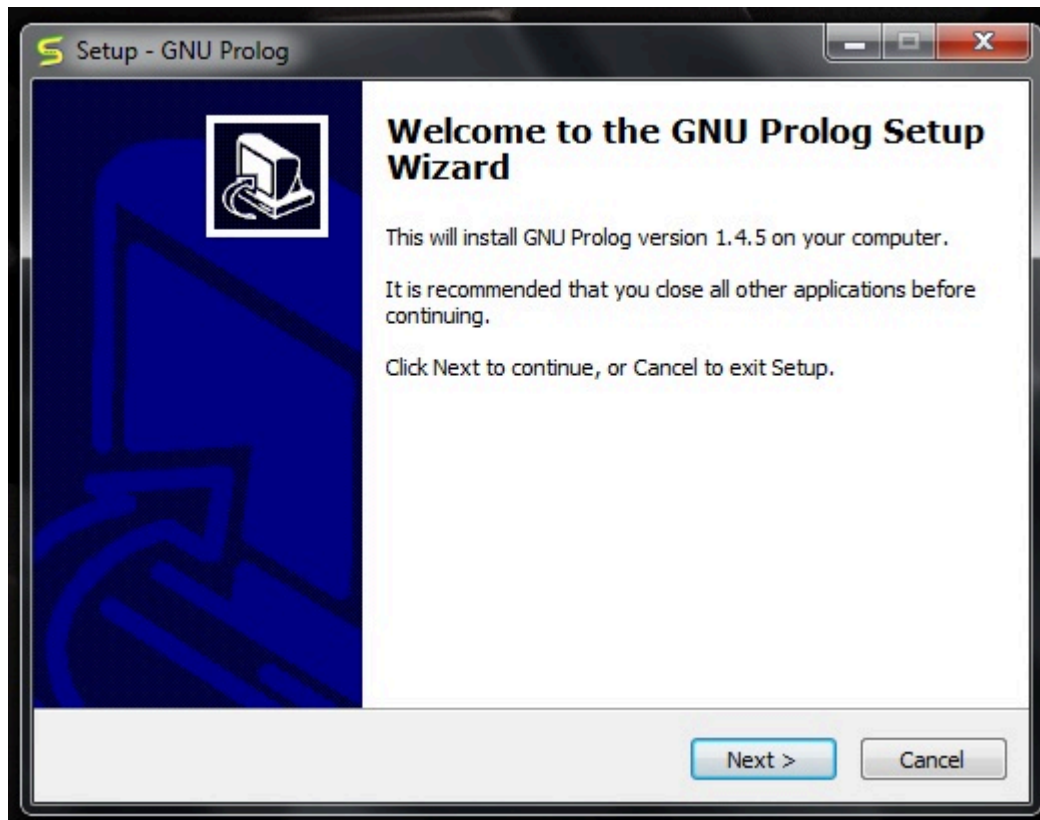 Setup - GNU Prolog
Welcome to the GNU Prolog Setup
Wizard
This will install GNU Prolog version 1.4.5 on your computer.
It is recommended that you close all other applications before
continuing.
Click Next to continue, or Cancel to exit Setup.
Next >
Cancel